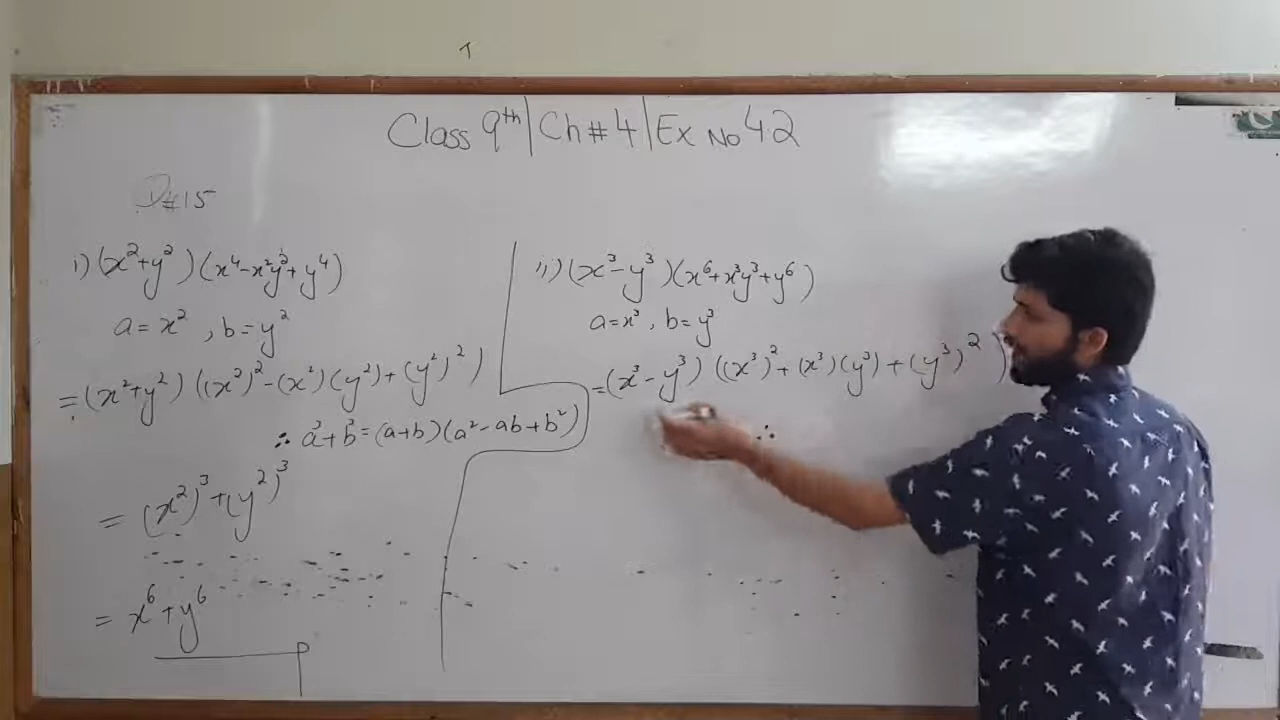 Class 9th | Ch # 4 | Ex No 4.2
Q#15
i) (x²+y²)(x⁴-x²y²+y⁴)
a = x² , b = y²
= (x²+y²) ((x²)²-(x²)(y²)+(y²)²)
∴ a³+b³ = (a+b)(a²-ab+b²)
= (x²)³+(y²)³
= x⁶+y⁶
ii) (x³-y³)(x⁶+x³y³+y⁶)
a = x³ , b = y³
= (x³-y³) ((x³)²+(x³)(y³)+(y³)²)
∴